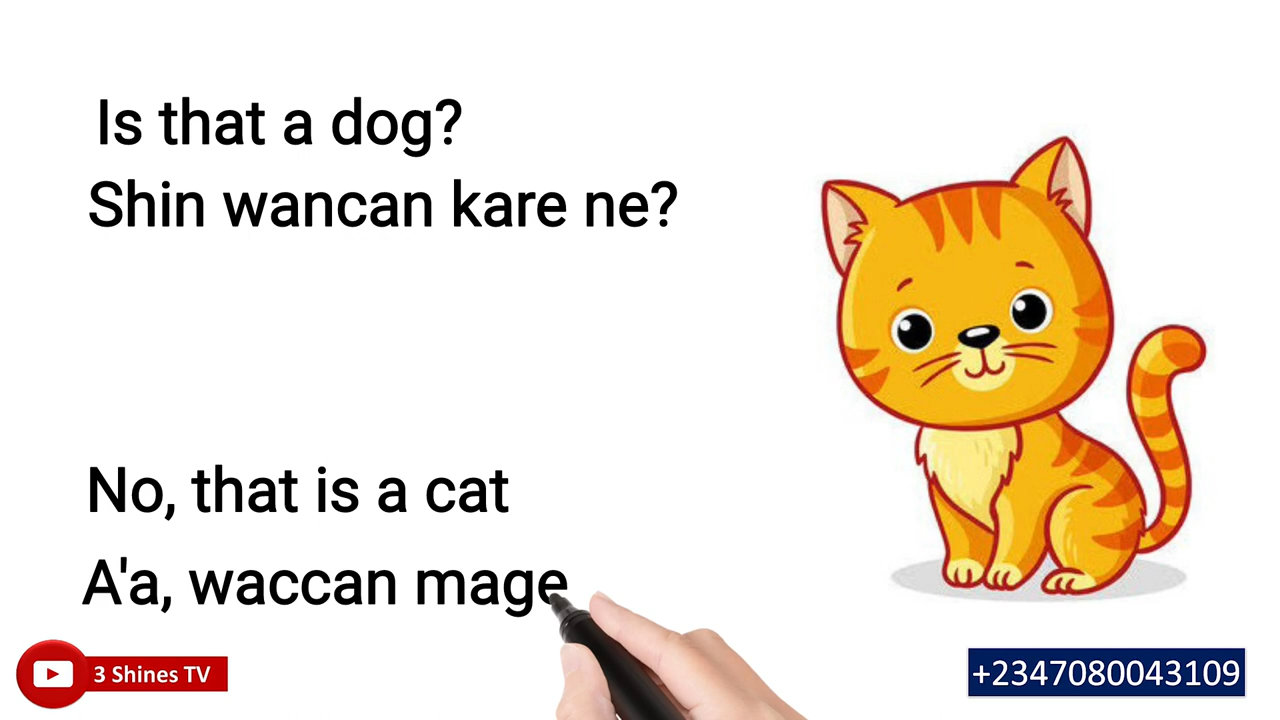 Is that a dog?
Shin wancan kare ne?
No, that is a cat
A'a, waccan mage
3 Shines TV
+2347080043109